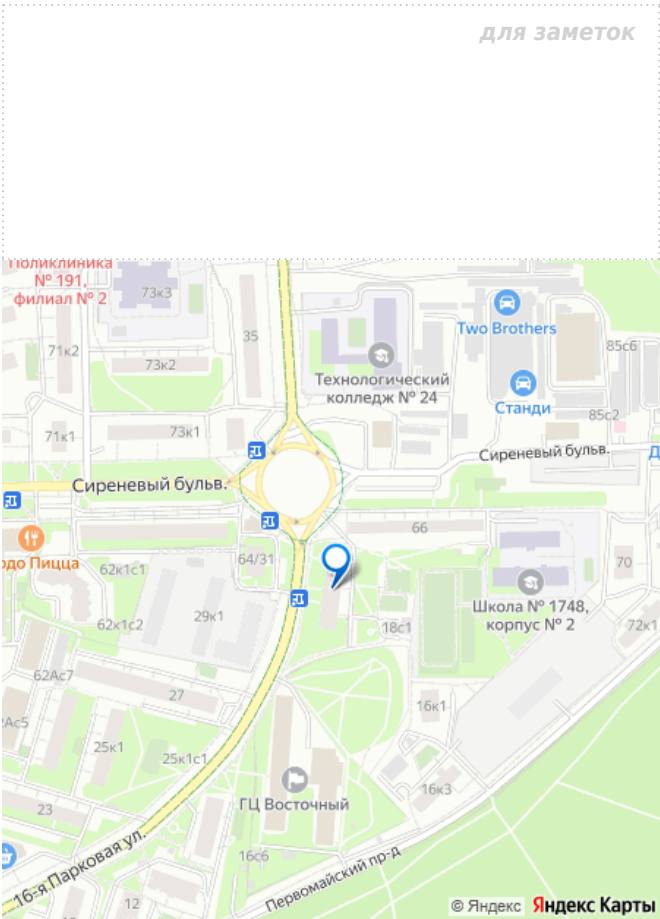 для заметок
Поликлиника
№ 191,
филиал № 2
73к3
35
Two Brothers
85с6
71к2
73к2
Технологический
колледж № 24
Станди
85с2
71к1
73к1
Сиреневый бульв.
Сиреневый бульв.
66
одо Пицца
62к1с1
64/31
70
Школа № 1748,
корпус № 2
29к1
62к1с2
18с1
72к1
62Ас7
27
16к1
2Ас5
25к1
25к1с1
ГЦ Восточный
16к3
23
16-я Парковая ул.
16с6
Первомайский пр-д
12
© Яндекс Яндекс Карты